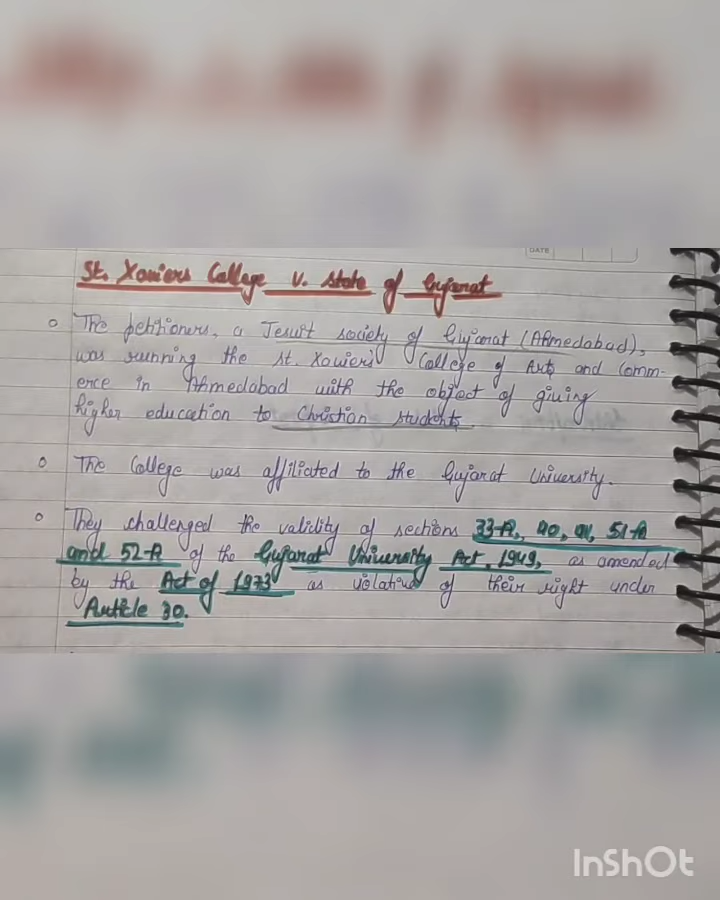 DATE
St. Xaviers College v. State of Gujarat
The petitioners, a Jesuit society of Gujarat (Ahmedabad),
was running the St. Xaviers College of Arts and Comm-
erce in Ahmedabad with the object of giving
higher education to Christian students.
The College was affiliated to the Gujarat University.
They challenged the validity of sections 33-A, 40, 41, 51-A
and 52-A of the Gujarat University Act, 1949, as amended
by the Act of 1973 as violative of their right under
Article 30.
InShOt